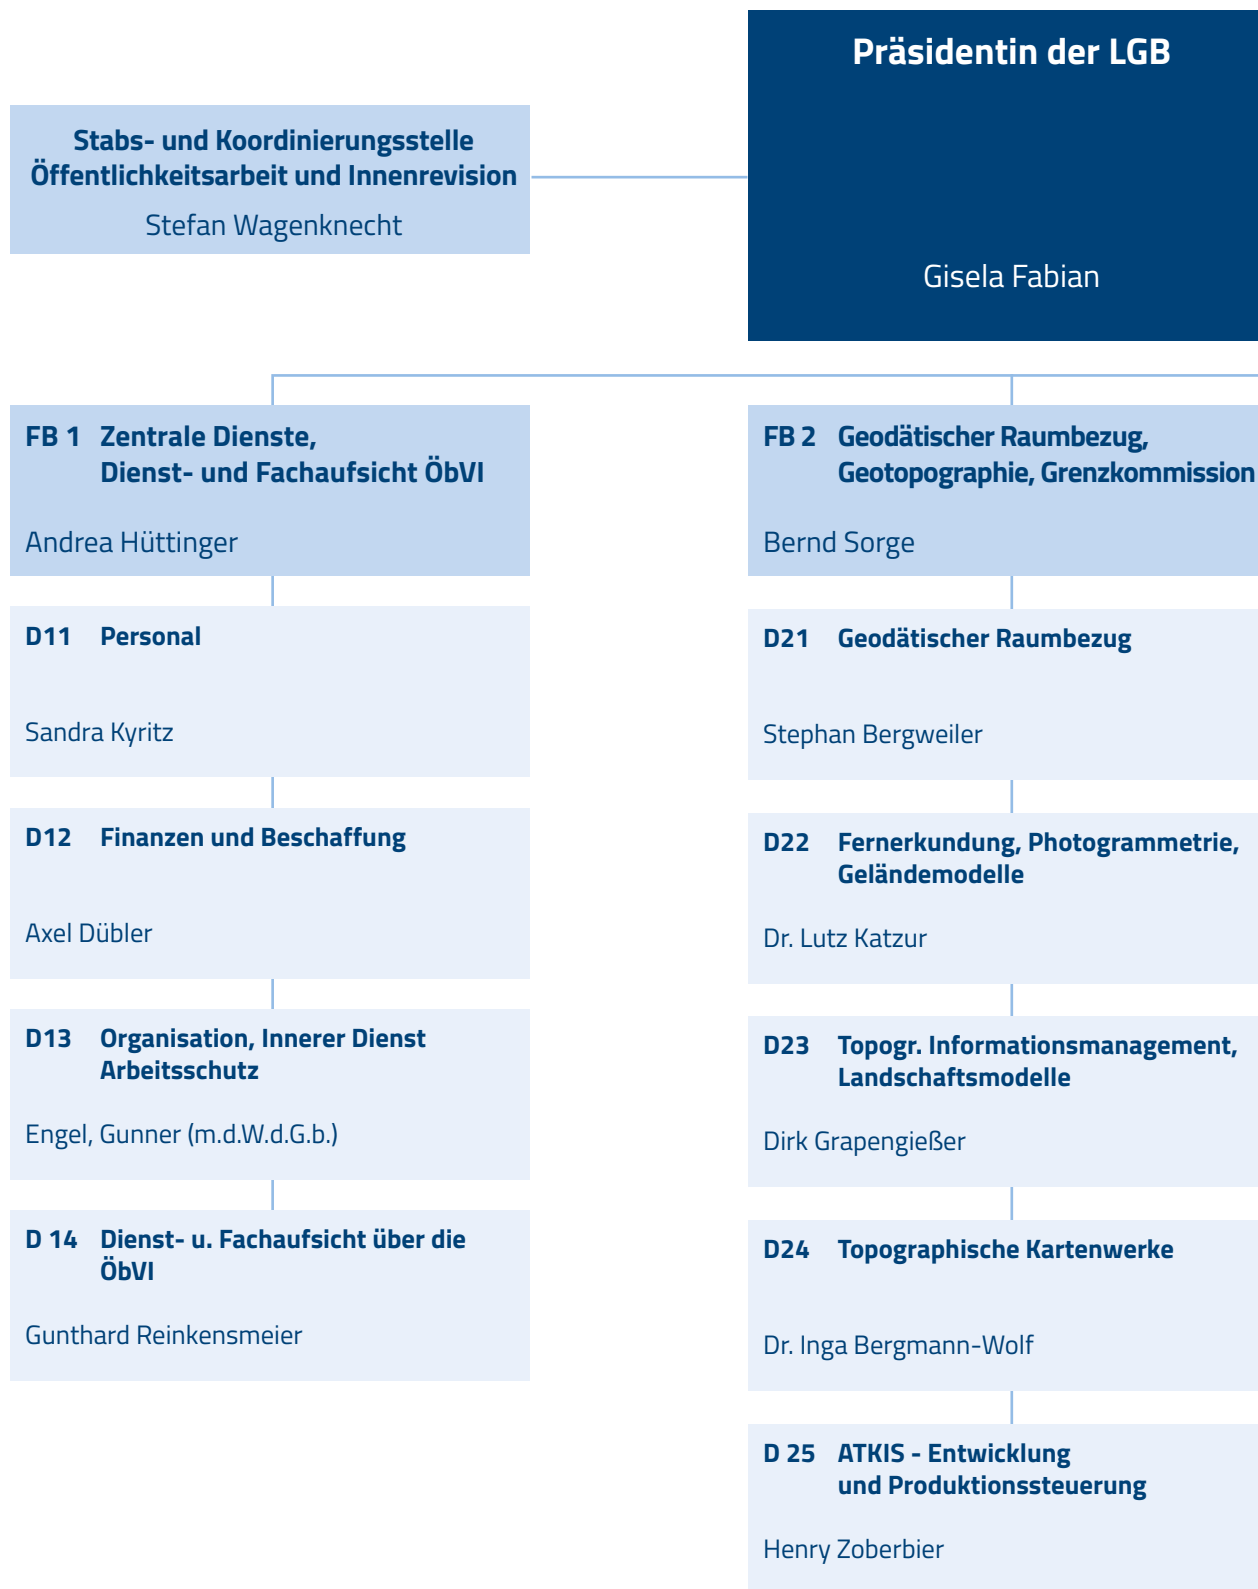 Präsidentin der LGB
Gisela Fabian
Stabs- und Koordinierungsstelle
Öffentlichkeitsarbeit und Innenrevision
Stefan Wagenknecht
FB 1 Zentrale Dienste,
Dienst- und Fachaufsicht ÖbVI
Andrea Hüttinger
D11 Personal
Sandra Kyritz
D12 Finanzen und Beschaffung
Axel Dübler
D13 Organisation, Innerer Dienst
Arbeitsschutz
Engel, Gunner (m.d.W.d.G.b.)
D 14 Dienst- u. Fachaufsicht über die
ÖbVI
Gunthard Reinkensmeier
FB 2 Geodätischer Raumbezug,
Geotopographie, Grenzkommission
Bernd Sorge
D21 Geodätischer Raumbezug
Stephan Bergweiler
D22 Fernerkundung, Photogrammetrie,
Geländemodelle
Dr. Lutz Katzur
D23 Topogr. Informationsmanagement,
Landschaftsmodelle
Dirk Grapengießer
D24 Topographische Kartenwerke
Dr. Inga Bergmann-Wolf
D 25 ATKIS - Entwicklung
und Produktionssteuerung
Henry Zoberbier